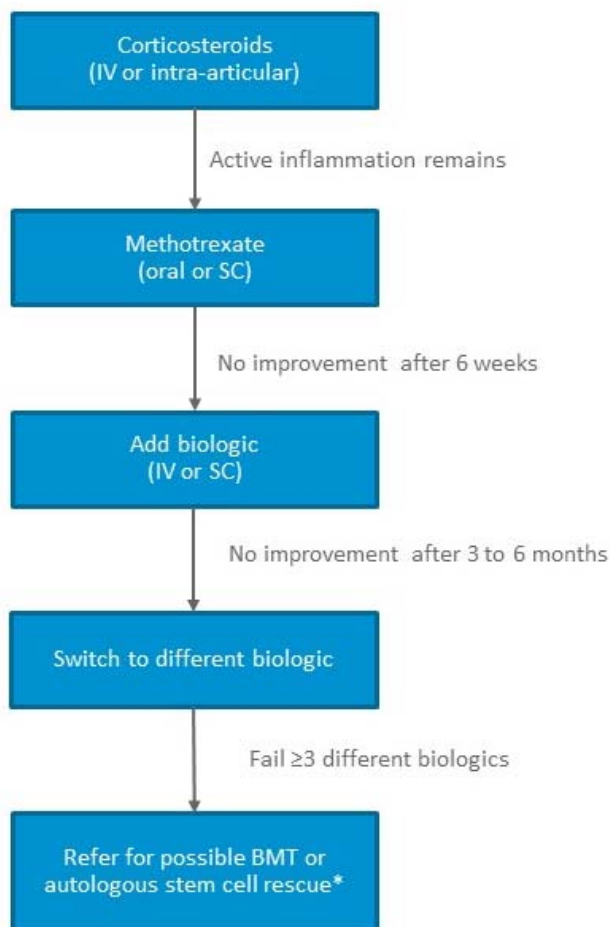 Corticosteroids
(IV or intra-articular)
Active inflammation remains
Methotrexate
(oral or SC)
No improvement after 6 weeks
Add biologic
(IV or SC)
No improvement after 3 to 6 months
Switch to different biologic
Fail ≥3 different biologics
Refer for possible BMT or
autologous stem cell rescue*